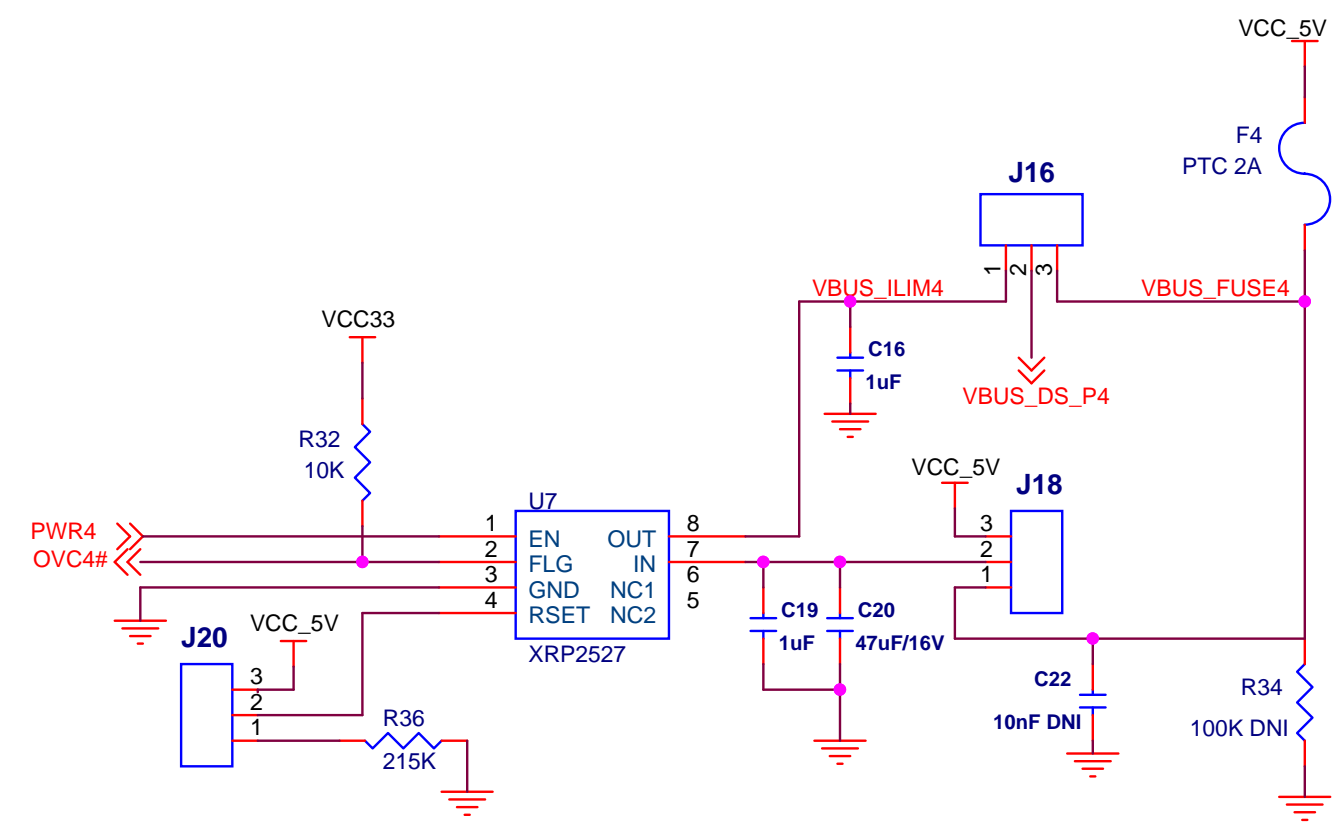 VCC_5V
F4
PTC 2A
J16
1
2
3
VBUS_ILIM4
VBUS_FUSE4
VCC33
C16
1uF
VBUS_DS_P4
R32
10K
VCC_5V
J18
U7
PWR4
1
EN
OUT
8
3
OVC4#
2
FLG
IN
7
2
3
GND
NC1
6
1
4
RSET
NC2
5
XRP2527
C19
1uF
C20
47uF/16V
J20
VCC_5V
3
2
1
R36
215K
C22
10nF DNI
R34
100K DNI